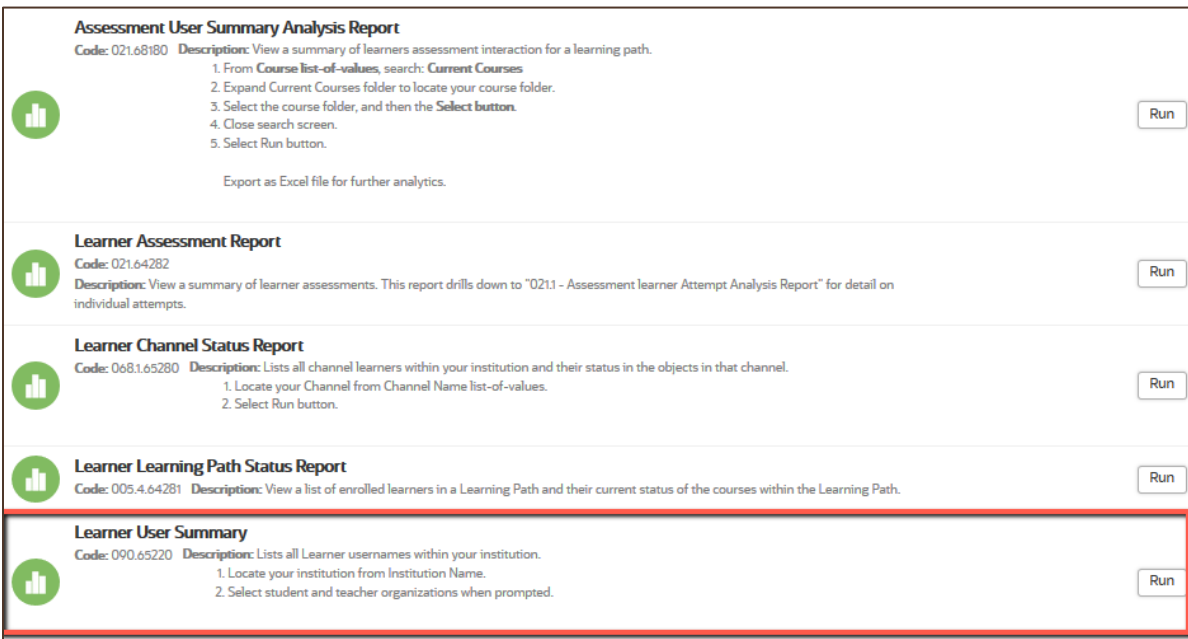 Assessment User Summary Analysis Report
Code: 021.68180 Description: View a summary of learners assessment interaction for a learning path.
1. From Course list-of-values, search: Current Courses
2. Expand Current Courses folder to locate your course folder.
3. Select the course folder, and then the Select button.
4. Close search screen.
5. Select Run button.
Export as Excel file for further analytics.
Run
Learner Assessment Report
Code: 021.64282
Description: View a summary of learner assessments. This report drills down to "021.1 - Assessment learner Attempt Analysis Report" for detail on
individual attempts.
Run
Learner Channel Status Report
Code: 068.1.65280 Description: Lists all channel learners within your institution and their status in the objects in that channel.
1. Locate your Channel from Channel Name list-of-values.
2. Select Run button.
Run
Learner Learning Path Status Report
Code: 005.4.64281 Description: View a list of enrolled learners in a Learning Path and their current status of the courses within the Learning Path.
Run
Learner User Summary
Code: 090.65220 Description: Lists all Learner usernames within your institution.
1. Locate your institution from Institution Name.
2. Select student and teacher organizations when prompted.
Run